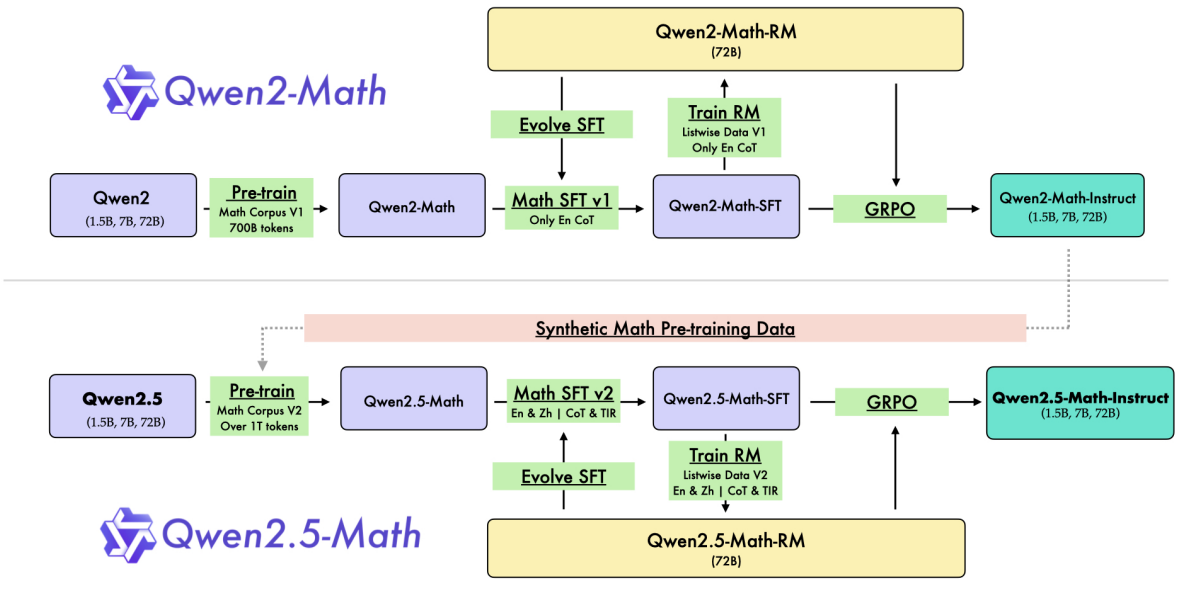 Qwen2-Math-RM
(72B)
Qwen2-Math
Evolve SFT
Train RM
Listwise Data V1
Only En CoT
Qwen2
(1.5B, 7B, 72B)
Pre-train
Math Corpus V1
700B tokens
Qwen2-Math
Math SFT v1
Only En CoT
Qwen2-Math-SFT
GRPO
Qwen2-Math-Instruct
(1.5B, 7B, 72B)
Synthetic Math Pre-training Data
Qwen2.5
(1.5B, 7B, 72B)
Pre-train
Math Corpus V2
Over 1T tokens
Qwen2.5-Math
Math SFT v2
En & Zh | CoT & TIR
Qwen2.5-Math-SFT
GRPO
Qwen2.5-Math-Instruct
(1.5B, 7B, 72B)
Evolve SFT
Train RM
Listwise Data V2
En & Zh | CoT & TIR
Qwen2.5-Math
Qwen2.5-Math-RM
(72B)